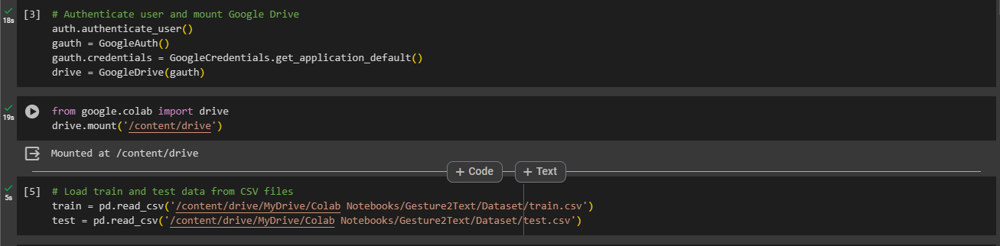 [3] # Authenticate user and mount Google Drive
18s
auth.authenticate_user()
gauth = GoogleAuth()
gauth.credentials = GoogleCredentials.get_application_default()
drive = GoogleDrive(gauth)
from google.colab import drive
19s
drive.mount('/content/drive')
Mounted at /content/drive
+ Code + Text
[5] # Load train and test data from CSV files
5s
train = pd.read_csv('/content/drive/MyDrive/Colab Notebooks/Gesture2Text/Dataset/train.csv')
test = pd.read_csv('/content/drive/MyDrive/Colab Notebooks/Gesture2Text/Dataset/test.csv')